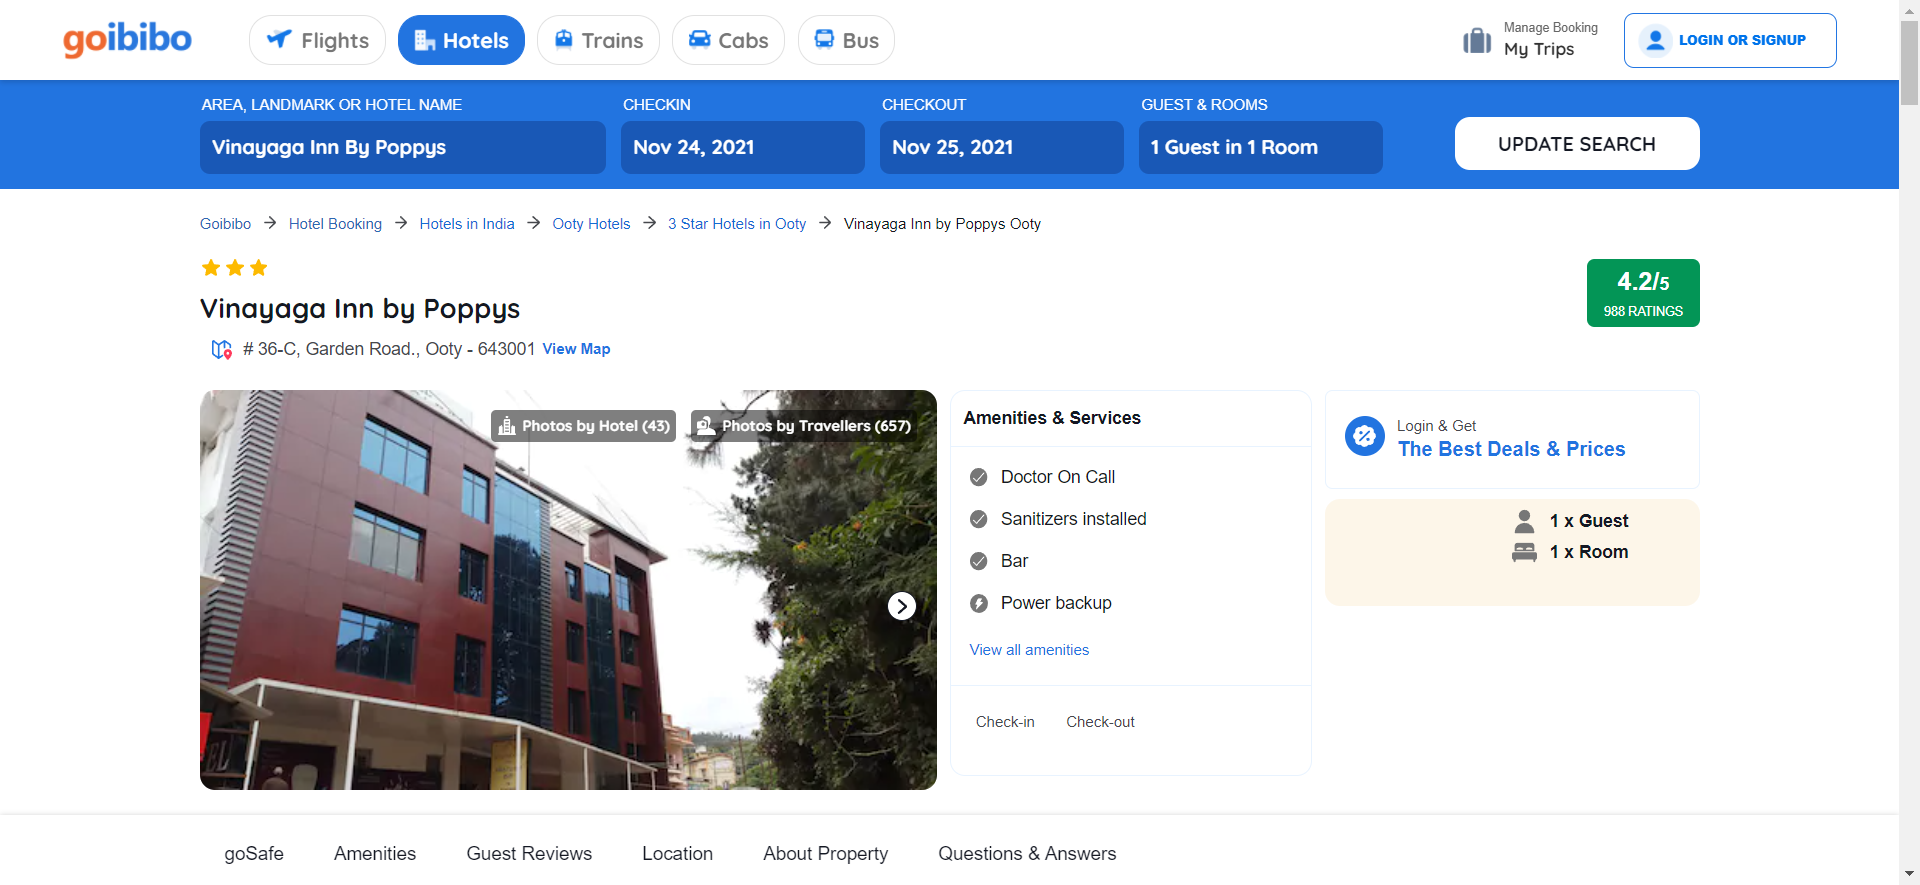 goibibo
Flights
Hotels
Trains
Cabs
Bus
Manage Booking
My Trips
LOGIN OR SIGNUP
AREA, LANDMARK OR HOTEL NAME
CHECKIN
CHECKOUT
GUEST & ROOMS
Vinayaga Inn By Poppys
Nov 24, 2021
Nov 25, 2021
1 Guest in 1 Room
UPDATE SEARCH
Goibibo
Hotel Booking
Hotels in India
Ooty Hotels
3 Star Hotels in Ooty
Vinayaga Inn by Poppys Ooty
Vinayaga Inn by Poppys
4.2/5
988 RATINGS
# 36-C, Garden Road., Ooty - 643001 View Map
Photos by Hotel (43)
Photos by Travellers (657)
Amenities & Services
Doctor On Call
Sanitizers installed
Bar
Power backup
View all amenities
Check-in
Check-out
Login & Get
The Best Deals & Prices
1 x Guest
1 x Room
goSafe
Amenities
Guest Reviews
Location
About Property
Questions & Answers